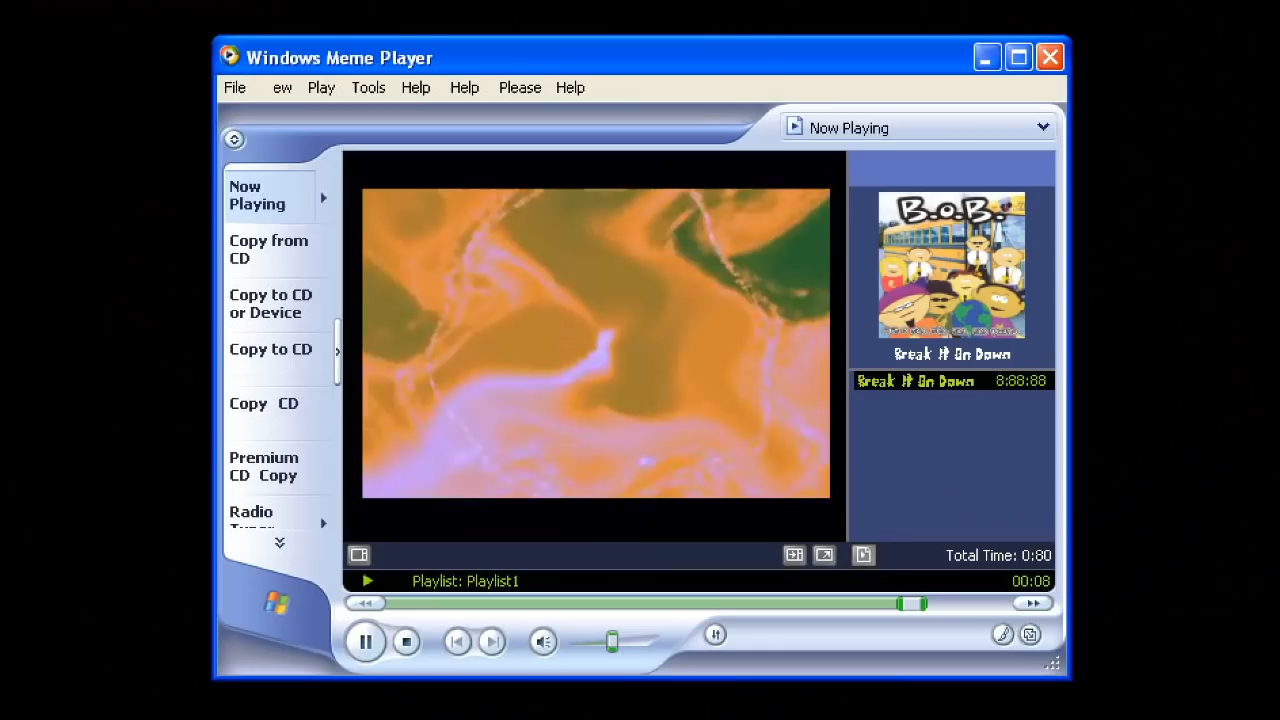 Windows Meme Player
File ew Play Tools Help Help Please Help
Now Playing
Now
Playing
Copy from
CD
Copy to CD
or Device
Copy to CD
Copy CD
Premium
CD Copy
Radio
B.o.B.
Break It On Down
Break It On Down 8:88:88
Total Time: 0:80
Playlist: Playlist1 00:08